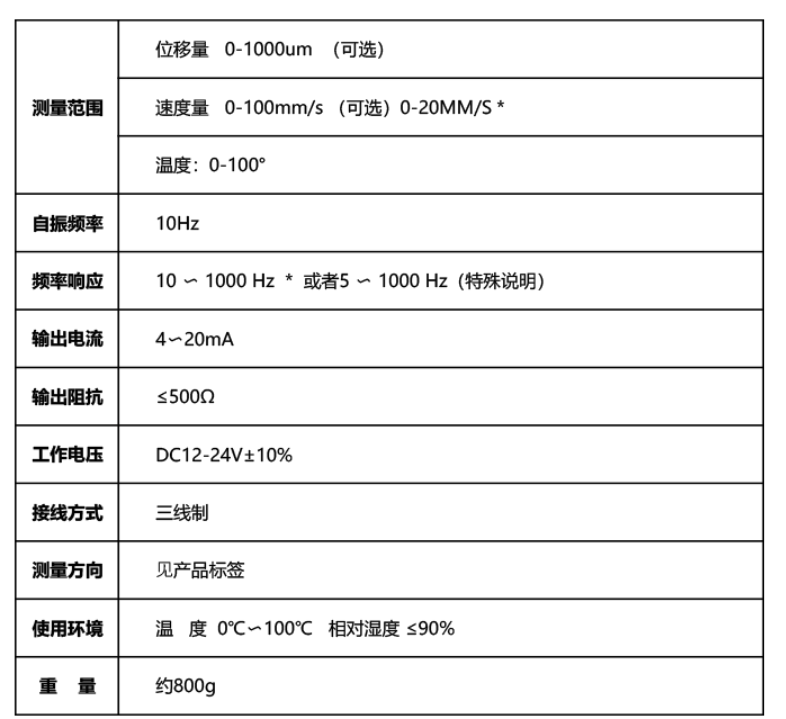 位移量 0-1000um （可选）
测量范围 速度量 0-100mm/s （可选）0-20MM/S *
温度：0-100°
自振频率 10Hz
频率响应 10 ∽ 1000 Hz * 或者5 ∽ 1000 Hz（特殊说明）
输出电流 4∽20mA
输出阻抗 ≤500Ω
工作电压 DC12-24V±10%
接线方式 三线制
测量方向 见产品标签
使用环境 温 度 0℃∽100℃ 相对湿度 ≤90%
重 量 约800g